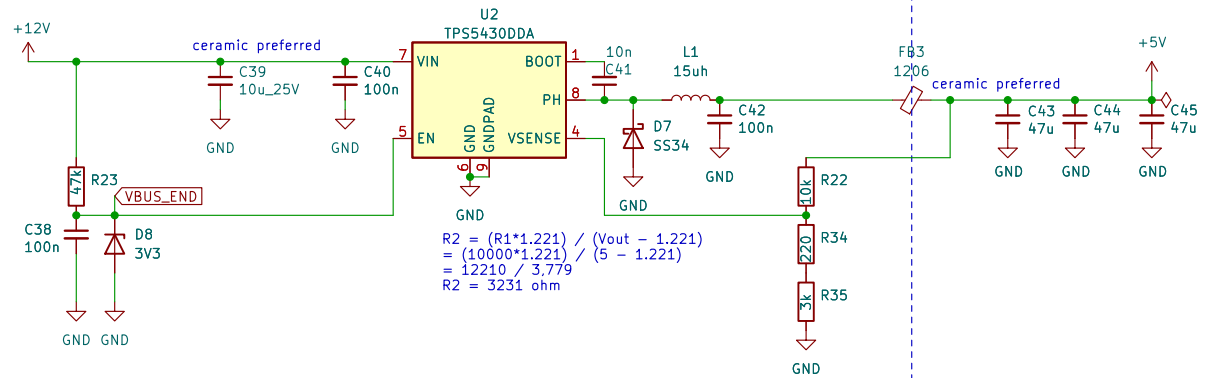 U2
TPS5430DDA
+12V
ceramic preferred
7
VIN
BOOT
1
10n
C41
L1
15uh
FB3
1206
+5V
ceramic preferred
C39
10u_25V
C40
100n
PH
8
C42
100n
C43
47u
C44
47u
C45
47u
5
EN
GND
GNDPAD
VSENSE
4
D7
SS34
6
9
GND
GND
GND
GND
GND
GND
GND
GND
47k
R23
VBUS_END
10k
R22
C38
100n
D8
3V3
R2 = (R1*1.221) / (Vout - 1.221)
= (10000*1.221) / (5 - 1.221)
= 12210 / 3,779
R2 = 3231 ohm
220
R34
3k
R35
GND
GND
GND